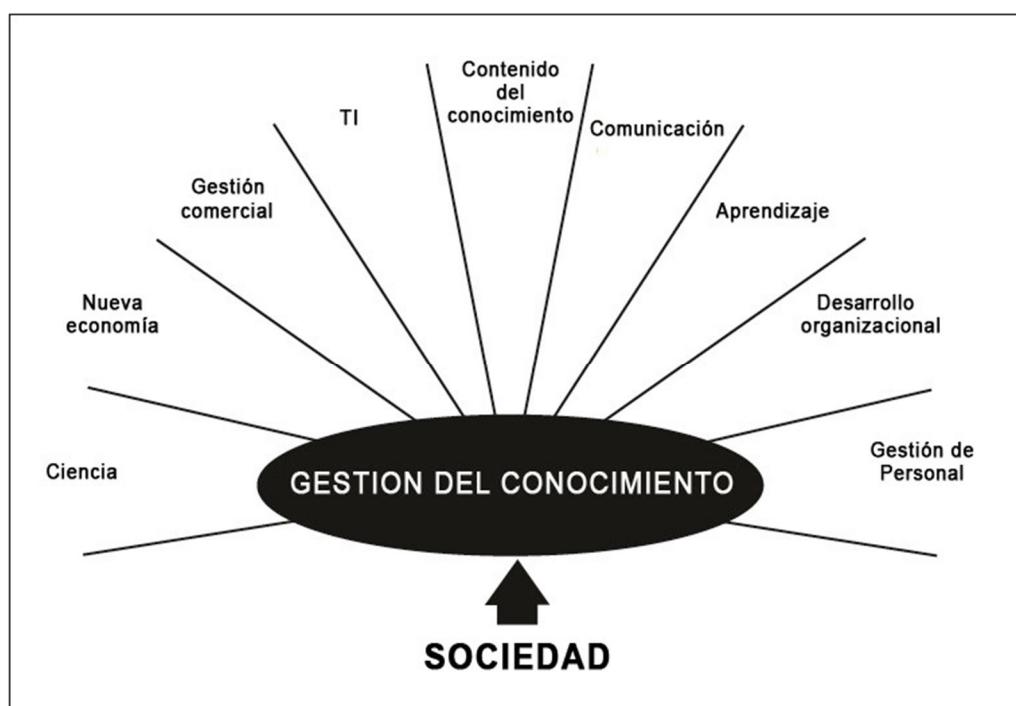 Contenido
del
conocimiento
TI
Comunicación
Gestión
comercial
Aprendizaje
Nueva
economía
Desarrollo
organizacional
Ciencia
Gestión de
Personal
GESTION DEL CONOCIMIENTO
SOCIEDAD